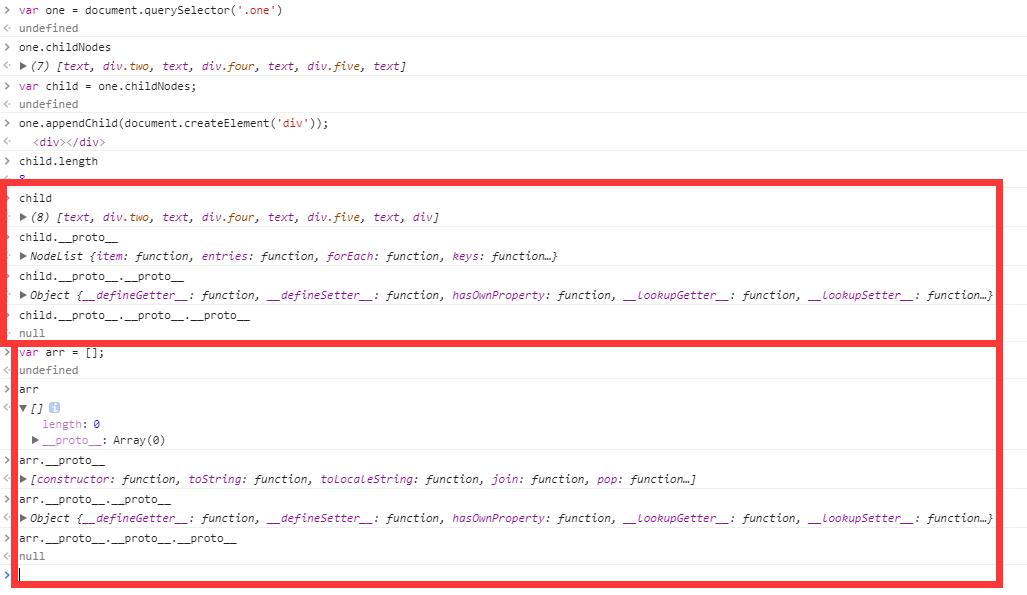 > var one = document.querySelector('.one')
< undefined
> one.childNodes
< ▶ (7) [text, div.two, text, div.four, text, div.five, text]
> var child = one.childNodes;
< undefined
> one.appendChild(document.createElement('div'));
< <div></div>
> child.length
< 8
child
▶ (8) [text, div.two, text, div.four, text, div.five, text, div]
child.__proto__
▶ NodeList {item: function, entries: function, forEach: function, keys: function…}
child.__proto__.__proto__
▶ Object {__defineGetter__: function, __defineSetter__: function, hasOwnProperty: function, __lookupGetter__: function, __lookupSetter__: function…}
child.__proto__.__proto__.__proto__
null
> var arr = [];
< undefined
> arr
< ▼ [] i
length: 0
▶ __proto__: Array(0)
> arr.__proto__
< ▶ [constructor: function, toString: function, toLocaleString: function, join: function, pop: function…]
> arr.__proto__.__proto__
< ▶ Object {__defineGetter__: function, __defineSetter__: function, hasOwnProperty: function, __lookupGetter__: function, __lookupSetter__: function…}
> arr.__proto__.__proto__.__proto__
< null
>